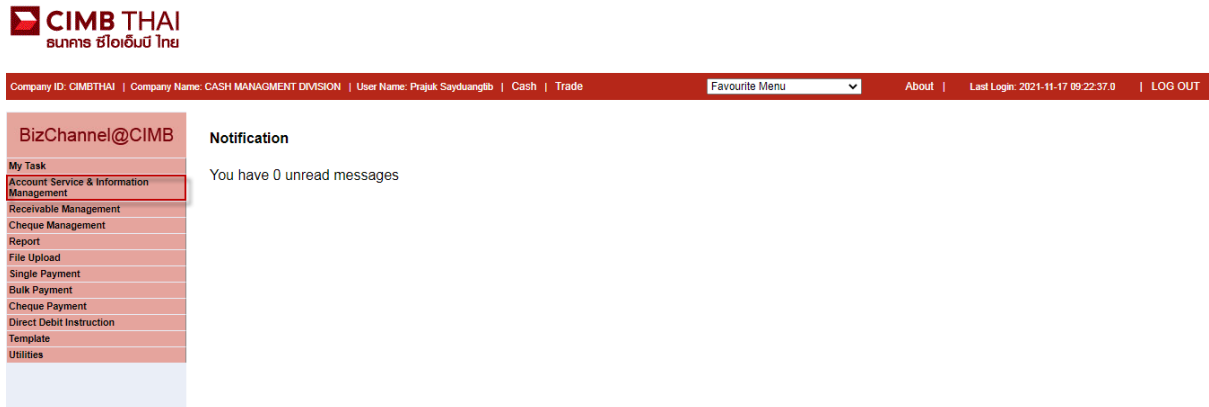 CIMB THAI
ธนาคาร ซีไอเอ็มบี ไทย
Company ID: CIMBTHAI | Company Name: CASH MANAGMENT DIVISION | User Name: Prajuk Sayduangtib | Cash | Trade Favourite Menu About | Last Login: 2021-11-17 09:22:37.0 | LOG OUT
BizChannel@CIMB
My Task
Account Service & Information
Management
Receivable Management
Cheque Management
Report
File Upload
Single Payment
Bulk Payment
Cheque Payment
Direct Debit Instruction
Template
Utilities
Notification
You have 0 unread messages